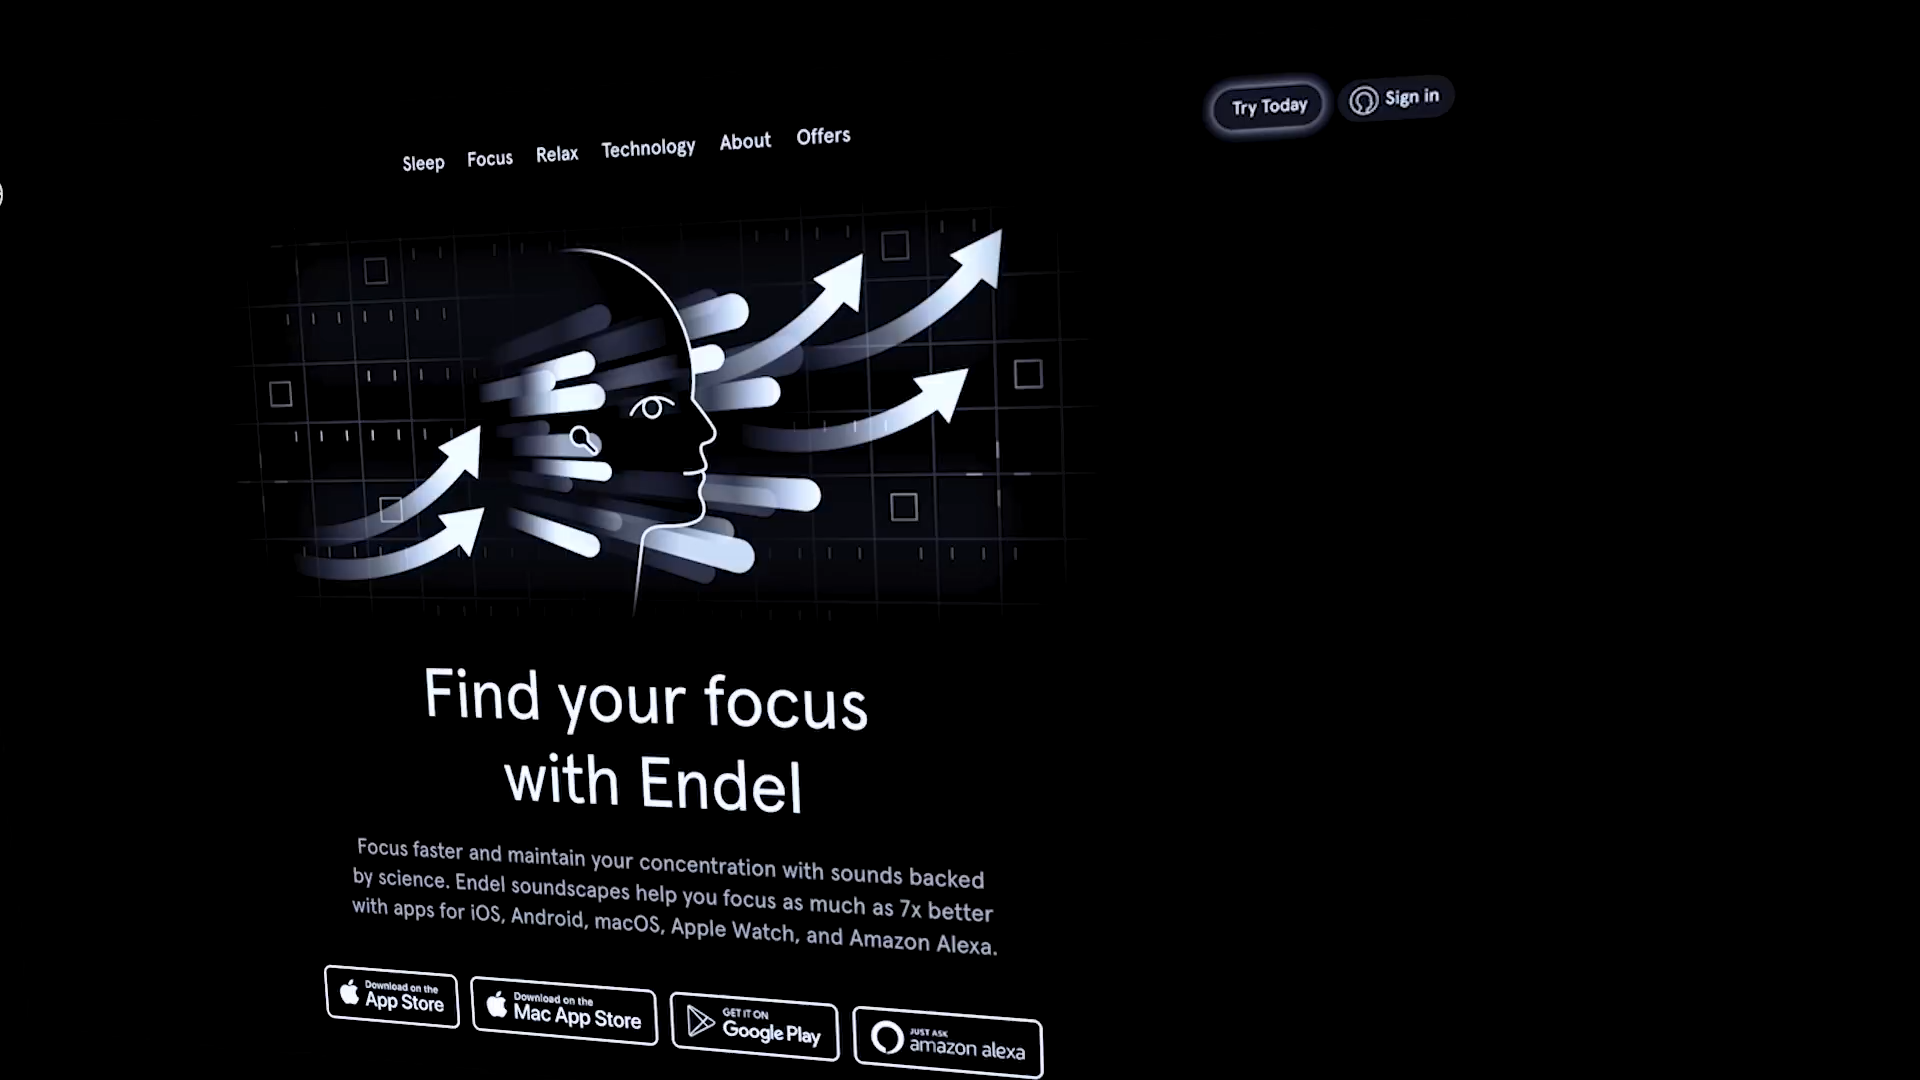 Sleep Focus Relax Technology About Offers
Try Today
Sign in
Find your focus
with Endel
Focus faster and maintain your concentration with sounds backed
by science. Endel soundscapes help you focus as much as 7x better
with apps for iOS, Android, macOS, Apple Watch, and Amazon Alexa.
Download on the
App Store
Download on the
Mac App Store
GET IT ON
Google Play
JUST ASK
amazon alexa